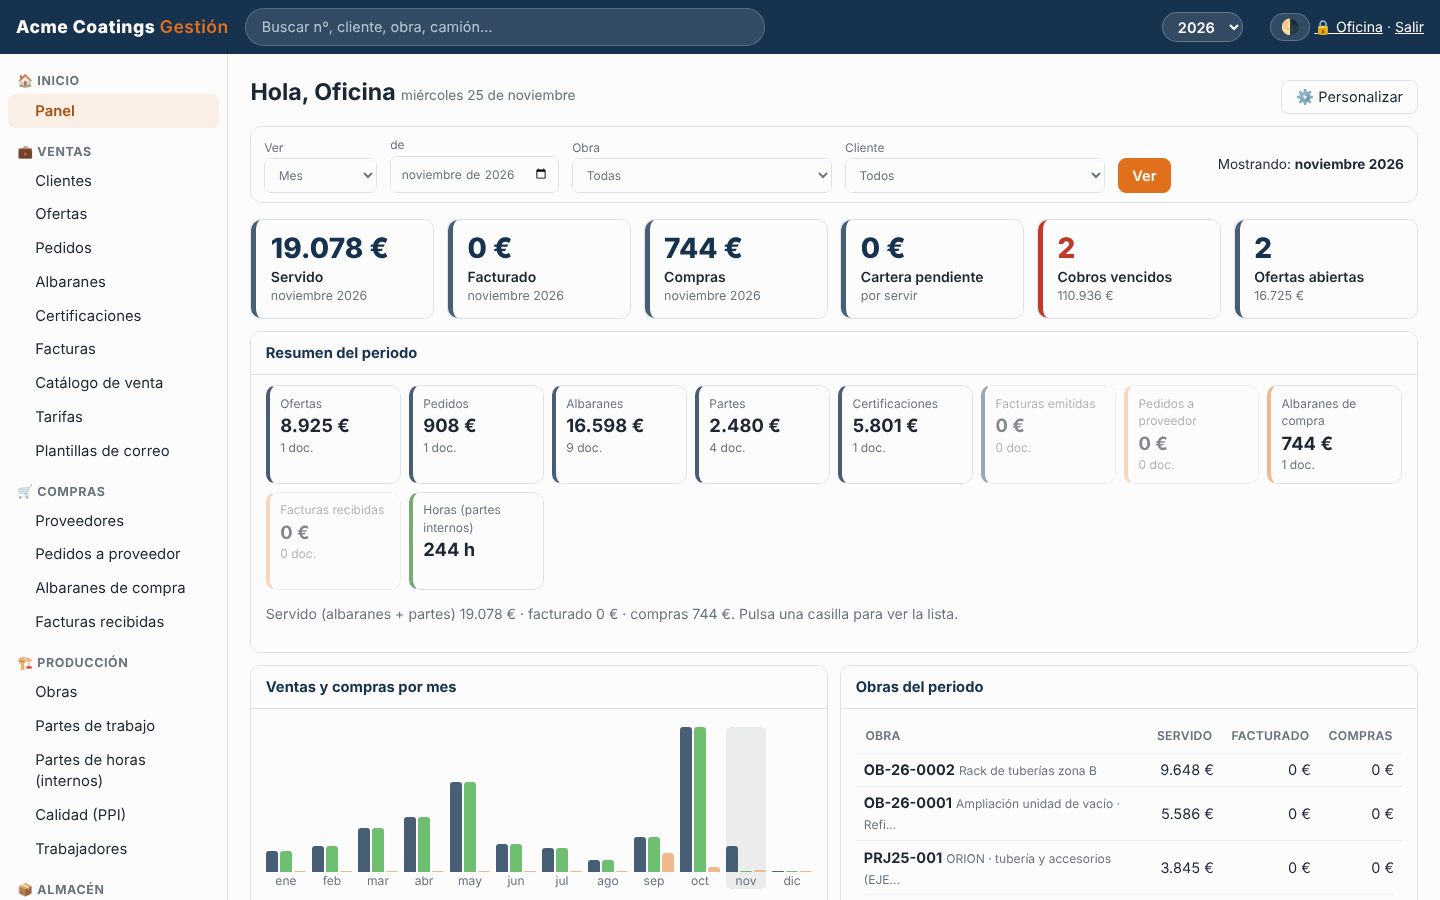 Acme Coatings Gestión
Buscar nº, cliente, obra, camión...
2026
Oficina · Salir
INICIO
Panel
VENTAS
Clientes
Ofertas
Pedidos
Albaranes
Certificaciones
Facturas
Catálogo de venta
Tarifas
Plantillas de correo
COMPRAS
Proveedores
Pedidos a proveedor
Albaranes de compra
Facturas recibidas
PRODUCCIÓN
Obras
Partes de trabajo
Partes de horas
(internos)
Calidad (PPI)
Trabajadores
ALMACÉN
Hola, Oficina miércoles 25 de noviembre
Personalizar
Ver
Mes
de
noviembre de 2026
Obra
Todas
Cliente
Todos
Ver
Mostrando: noviembre 2026
19.078 €
Servido
noviembre 2026
0 €
Facturado
noviembre 2026
744 €
Compras
noviembre 2026
0 €
Cartera pendiente
por servir
2
Cobros vencidos
110.936 €
2
Ofertas abiertas
16.725 €
Resumen del periodo
Ofertas
8.925 €
1 doc.
Pedidos
908 €
1 doc.
Albaranes
16.598 €
9 doc.
Partes
2.480 €
4 doc.
Certificaciones
5.801 €
1 doc.
Facturas emitidas
0 €
0 doc.
Pedidos a
proveedor
0 €
0 doc.
Albaranes de
compra
744 €
1 doc.
Facturas recibidas
0 €
0 doc.
Horas (partes
internos)
244 h
Servido (albaranes + partes) 19.078 € · facturado 0 € · compras 744 €. Pulsa una casilla para ver la lista.
Ventas y compras por mes
ene feb mar abr may jun jul ago sep oct nov dic
Obras del periodo
OBRA SERVIDO FACTURADO COMPRAS
OB-26-0002 Rack de tuberías zona B 9.648 € 0 € 0 €
OB-26-0001 Ampliación unidad de vacío ·
Refi... 5.586 € 0 € 0 €
PRJ25-001 ORION · tubería y accesorios
(EJE... 3.845 € 0 € 0 €